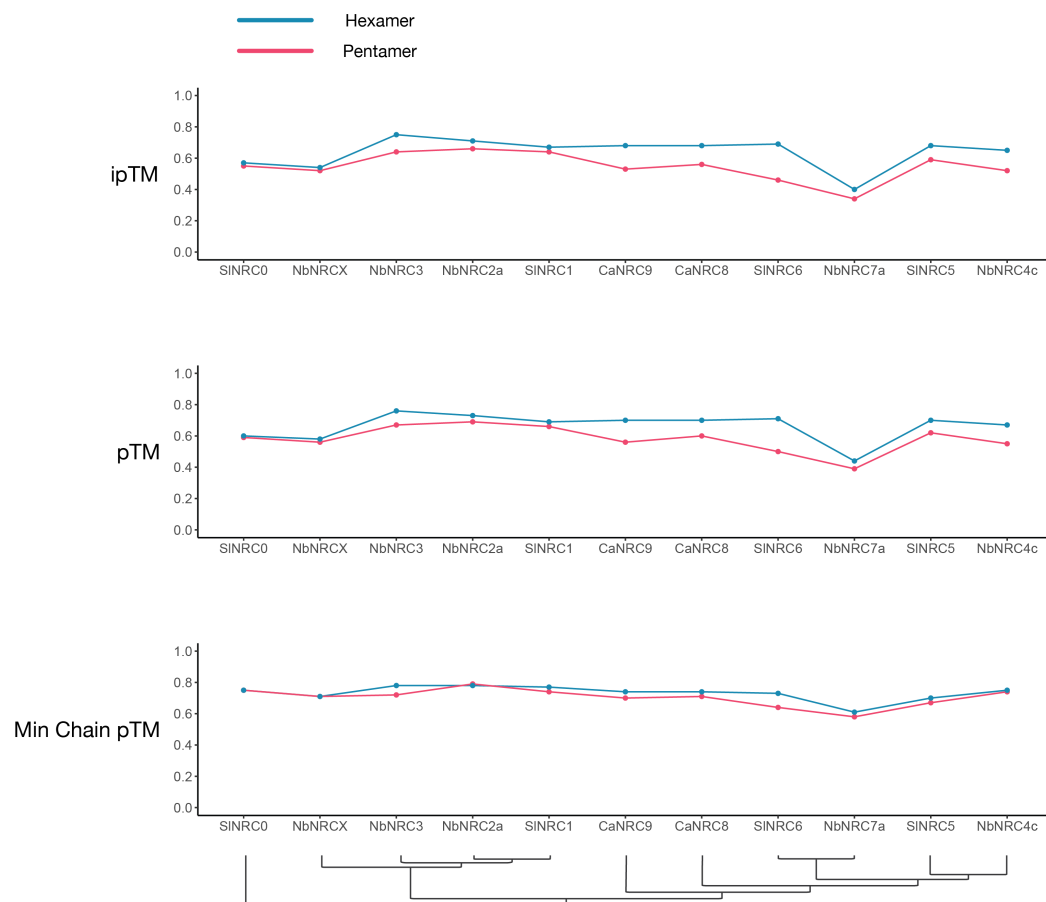 Hexamer
Pentamer
ipTM
1.0
0.8
0.6
0.4
0.2
0.0
SlNRC0 NbNRCX NbNRC3 NbNRC2a SlNRC1 CaNRC9 CaNRC8 SlNRC6 NbNRC7a SlNRC5 NbNRC4c
pTM
1.0
0.8
0.6
0.4
0.2
0.0
SlNRC0 NbNRCX NbNRC3 NbNRC2a SlNRC1 CaNRC9 CaNRC8 SlNRC6 NbNRC7a SlNRC5 NbNRC4c
Min Chain pTM
1.0
0.8
0.6
0.4
0.2
0.0
SlNRC0 NbNRCX NbNRC3 NbNRC2a SlNRC1 CaNRC9 CaNRC8 SlNRC6 NbNRC7a SlNRC5 NbNRC4c